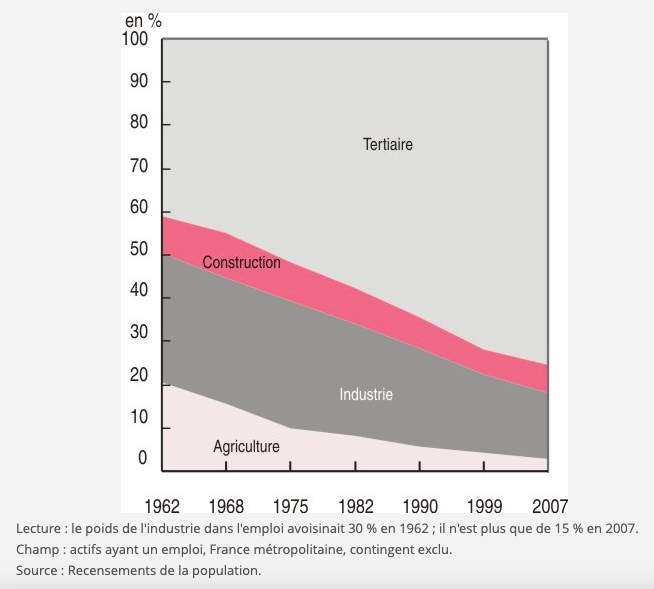 en %
100
90
80
70
60
50
40
30
20
10
0
Tertiaire
Construction
Industrie
Agriculture
1962 1968 1975 1982 1990 1999 2007
Lecture : le poids de l'industrie dans l'emploi avoisinait 30 % en 1962 ; il n'est plus que de 15 % en 2007.
Champ : actifs ayant un emploi, France métropolitaine, contingent exclu.
Source : Recensements de la population.